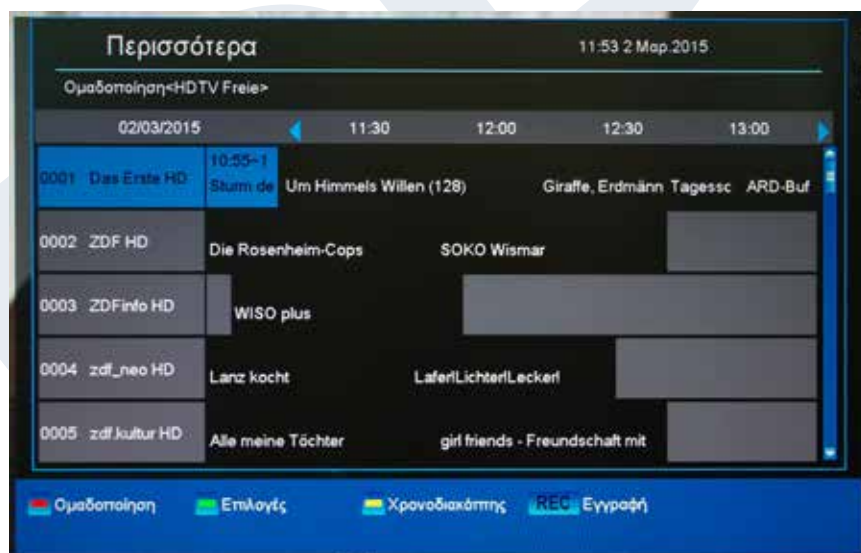 Περισσότερα 11:53 2 Μαρ.2015
Ομαδοποίηση<HDTV Freie>
02/03/2015 11:30 12:00 12:30 13:00
10:55~1
0001 Das Erste HD Sturm de Um Himmels Willen (128) Giraffe, Erdmänn Tagessc ARD-Buf
0002 ZDF HD Die Rosenheim-Cops SOKO Wismar
0003 ZDFinfo HD WISO plus
0004 zdf_neo HD Lanz kocht Lafer!Lichter!Lecker!
0005 zdf.kultur HD Alle meine Töchter girl friends - Freundschaft mit
Ομαδοποίηση Επιλογές Χρονοδιακόπτης REC Εγγραφή